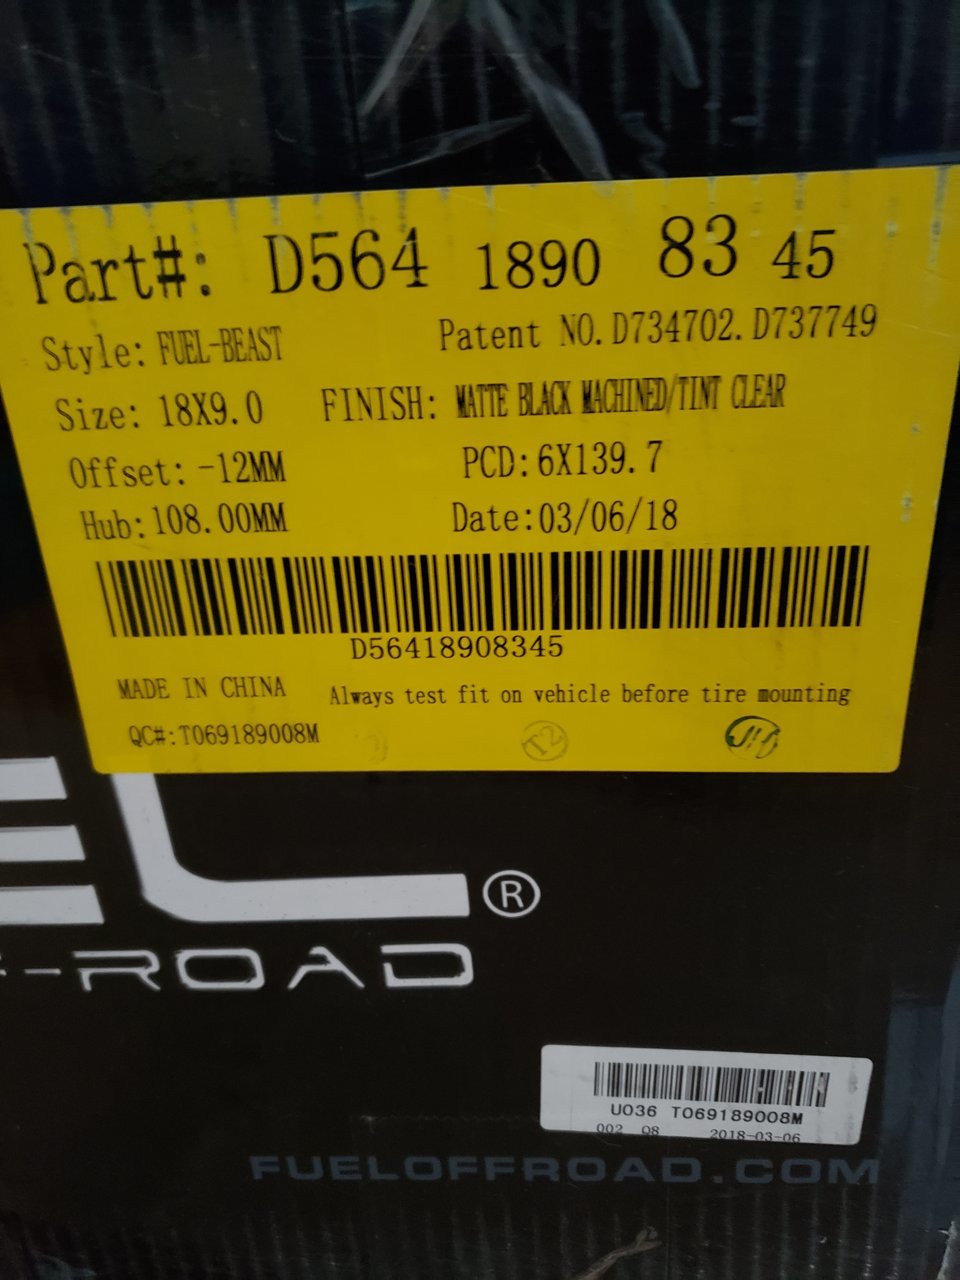 Part#: D564 1890 83 45
Style: FUEL-BEAST Patent NO. D734702. D737749
Size: 18X9.0 FINISH: MATTE BLACK MACHINED/TINT CLEAR
Offset: -12MM PCD: 6X139.7
Hub: 108.00MM Date: 03/06/18
D56418908345
MADE IN CHINA Always test fit on vehicle before tire mounting
QC#: T069189008M T2 JH
EL®
F-ROAD
U036 T069189008M
002 08 2018-03-06
FUELOFFROAD.COM